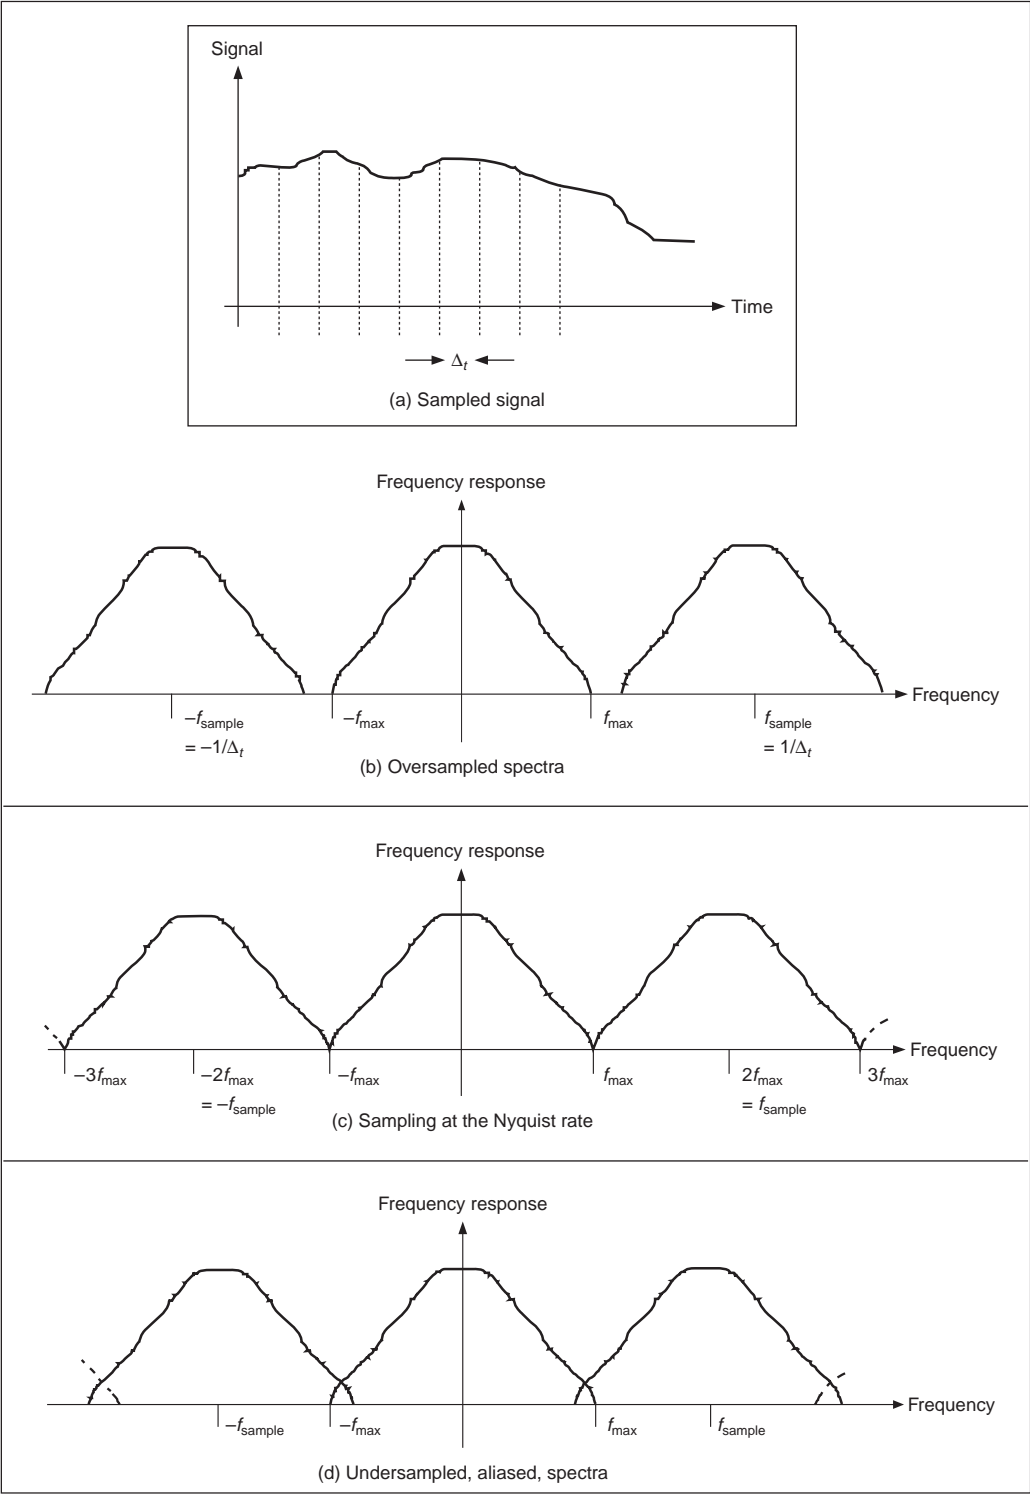 Signal
Time
Δt
(a) Sampled signal
Frequency response
Frequency
–fsample
= –1/Δt
–fmax
fmax
fsample
= 1/Δt
(b) Oversampled spectra
Frequency response
Frequency
–3fmax
–2fmax
= –fsample
–fmax
fmax
2fmax
= fsample
3fmax
(c) Sampling at the Nyquist rate
Frequency response
Frequency
–fsample
–fmax
fmax
fsample
(d) Undersampled, aliased, spectra